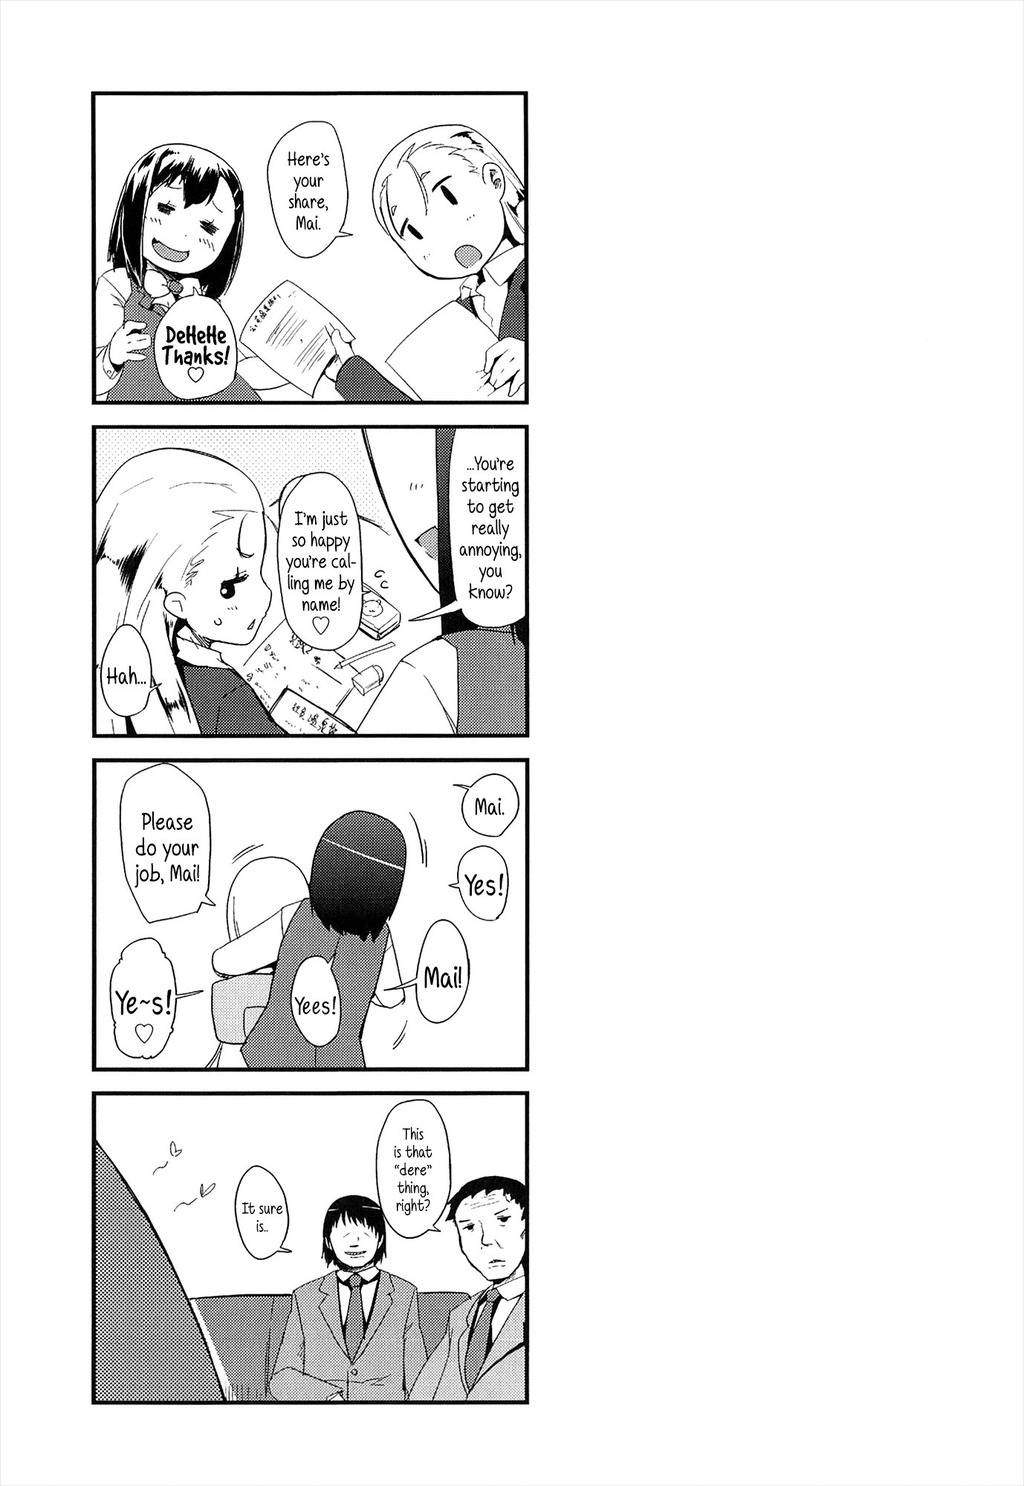 Here's
your
share,
Mai.
DeHeHe
Thanks!
♡
...You're
starting
to get
really
annoying,
you
know?
I'm just
so happy
you're cal-
ling me by
name!
♡
Hah...
Mai.
Yes!
Mai!
Yees!
Please
do your
job, Mai!
Ye~s!
♡
This
is that
"dere"
thing,
right?
It sure
is..